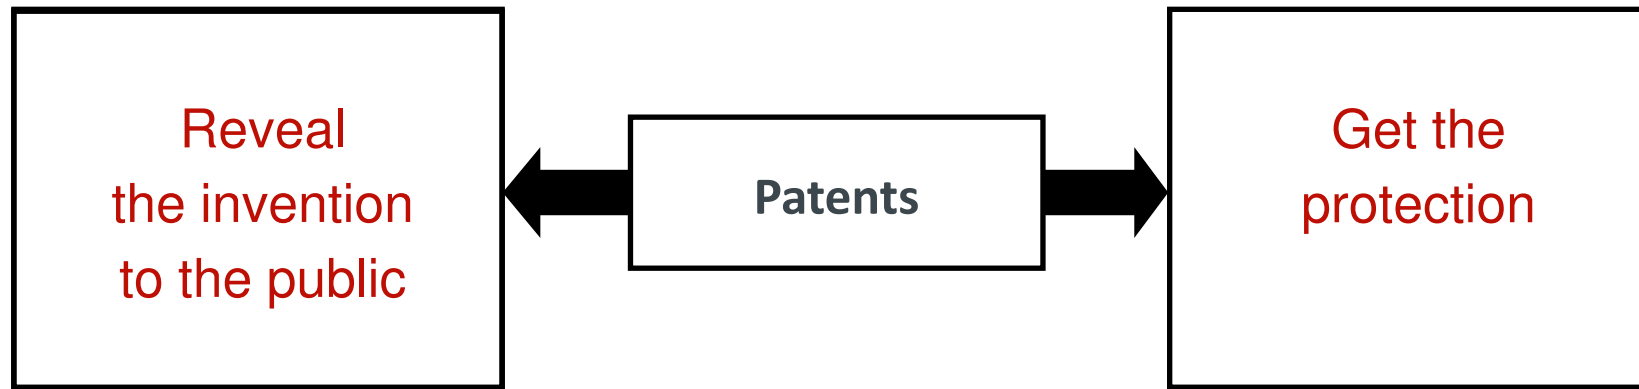 Reveal
the invention
to the public
Patents
Get the
protection